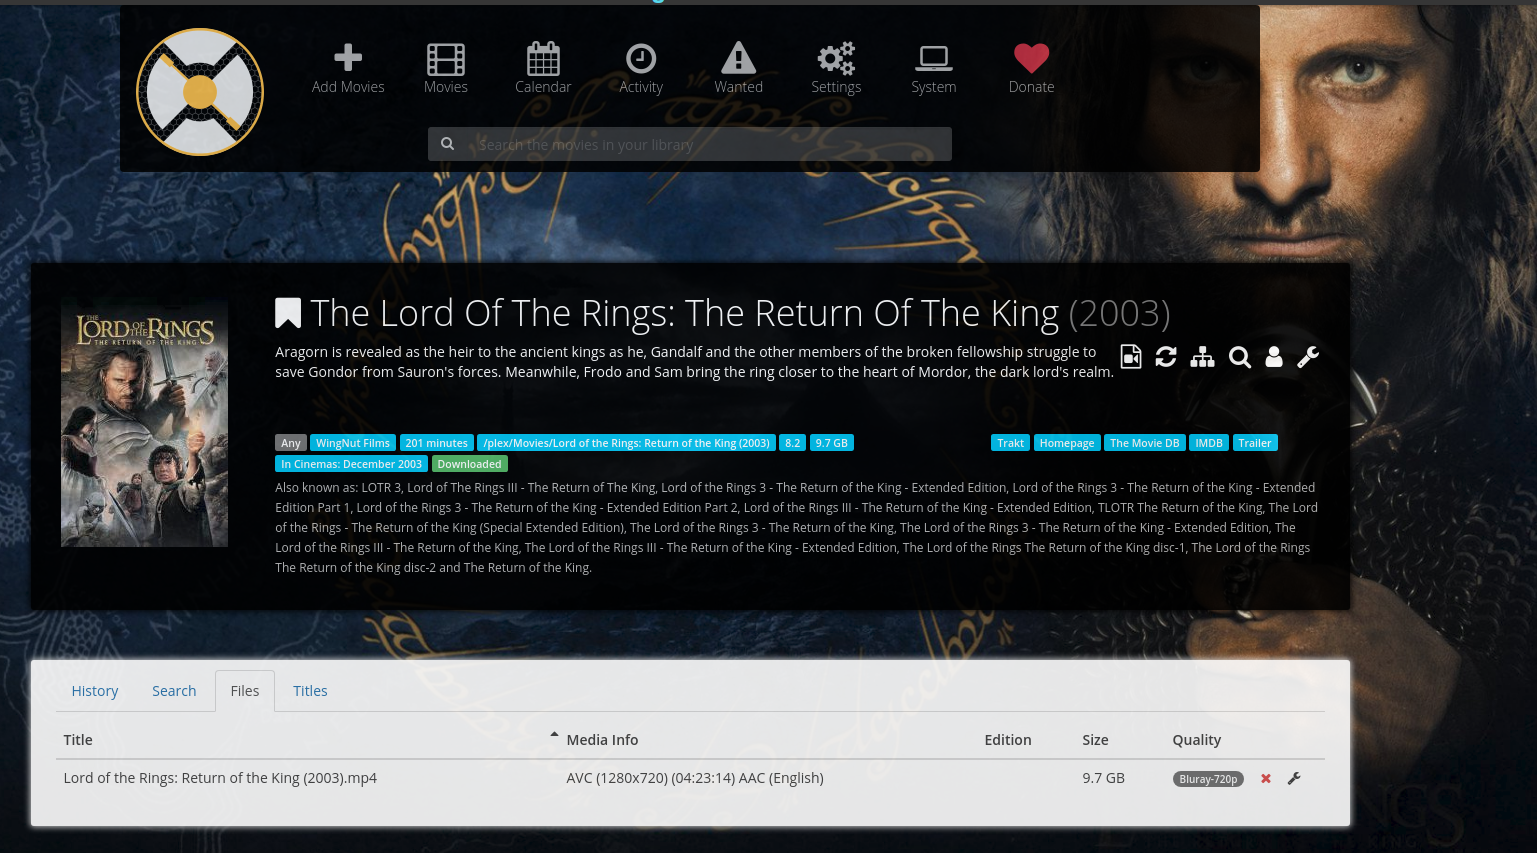 Add Movies
Movies
Calendar
Activity
Wanted
Settings
System
Donate
Search the movies in your library
THE LORD OF THE RINGS
THE RETURN OF THE KING
The Lord Of The Rings: The Return Of The King (2003)
Aragorn is revealed as the heir to the ancient kings as he, Gandalf and the other members of the broken fellowship struggle to
save Gondor from Sauron's forces. Meanwhile, Frodo and Sam bring the ring closer to the heart of Mordor, the dark lord's realm.
Any WingNut Films 201 minutes /plex/Movies/Lord of the Rings: Return of the King (2003) 8.2 9.7 GB
Trakt Homepage The Movie DB IMDB Trailer
In Cinemas: December 2003 Downloaded
Also known as: LOTR 3, Lord of The Rings III - The Return of The King, Lord of the Rings 3 - The Return of the King - Extended Edition, Lord of the Rings 3 - The Return of the King - Extended
Edition Part 1, Lord of the Rings 3 - The Return of the King - Extended Edition Part 2, Lord of the Rings III - The Return of the King - Extended Edition, TLOTR The Return of the King, The Lord
of the Rings - The Return of the King (Special Extended Edition), The Lord of the Rings 3 - The Return of the King, The Lord of the Rings 3 - The Return of the King - Extended Edition, The
Lord of the Rings III - The Return of the King, The Lord of the Rings III - The Return of the King - Extended Edition, The Lord of the Rings The Return of the King disc-1, The Lord of the Rings
The Return of the King disc-2 and The Return of the King.
History Search Files Titles
Title Media Info Edition Size Quality
Lord of the Rings: Return of the King (2003).mp4 AVC (1280x720) (04:23:14) AAC (English) 9.7 GB Bluray-720p